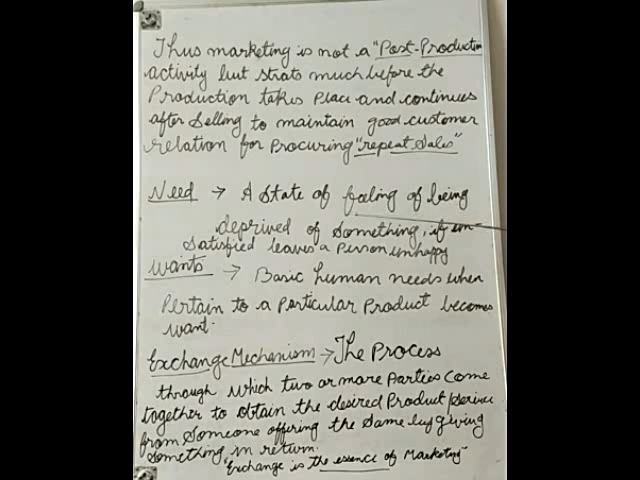 Thus marketing is not a "Post-Production
activity but strats much before the
Production takes Place and continues
after Selling to maintain good customer
relation for Procuring "repeat Sales"
Need → A State of feeling of being
deprived of Something, if un-
satisfied leaves a Person unhappy
Wants → Basic human needs when
Pertain to a Particular Product becomes
want.
Exchange Mechanism → The Process
through which two or more Parties come
together to obtain the desired Product
from Someone offering the Same by giving
Something in return.
"Exchange is the essence of Marketing"